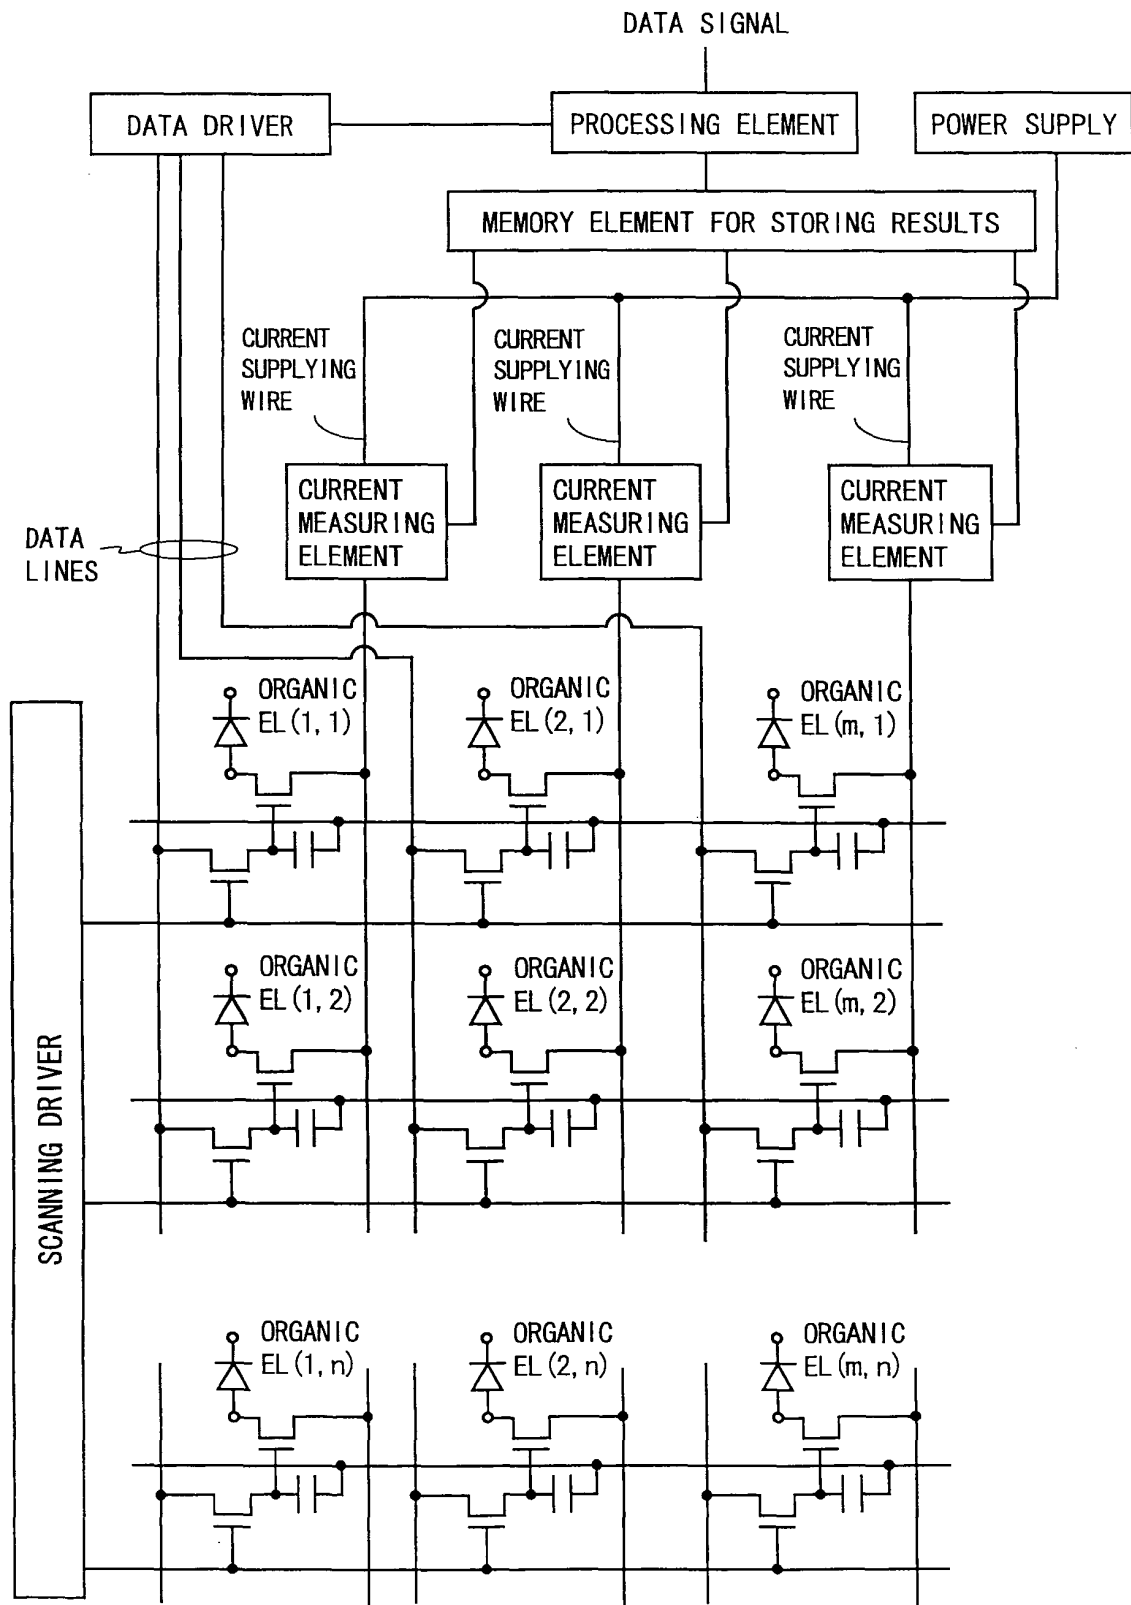 DATA SIGNAL
DATA DRIVER
PROCESSING ELEMENT
POWER SUPPLY
MEMORY ELEMENT FOR STORING RESULTS
CURRENT
SUPPLYING
WIRE
CURRENT
SUPPLYING
WIRE
CURRENT
SUPPLYING
WIRE
CURRENT
MEASURING
ELEMENT
CURRENT
MEASURING
ELEMENT
CURRENT
MEASURING
ELEMENT
DATA
LINES
ORGANIC
EL(1, 1)
ORGANIC
EL(2, 1)
ORGANIC
EL(m, 1)
ORGANIC
EL(1, 2)
ORGANIC
EL(2, 2)
ORGANIC
EL(m, 2)
SCANNING DRIVER
ORGANIC
EL(1, n)
ORGANIC
EL(2, n)
ORGANIC
EL(m, n)